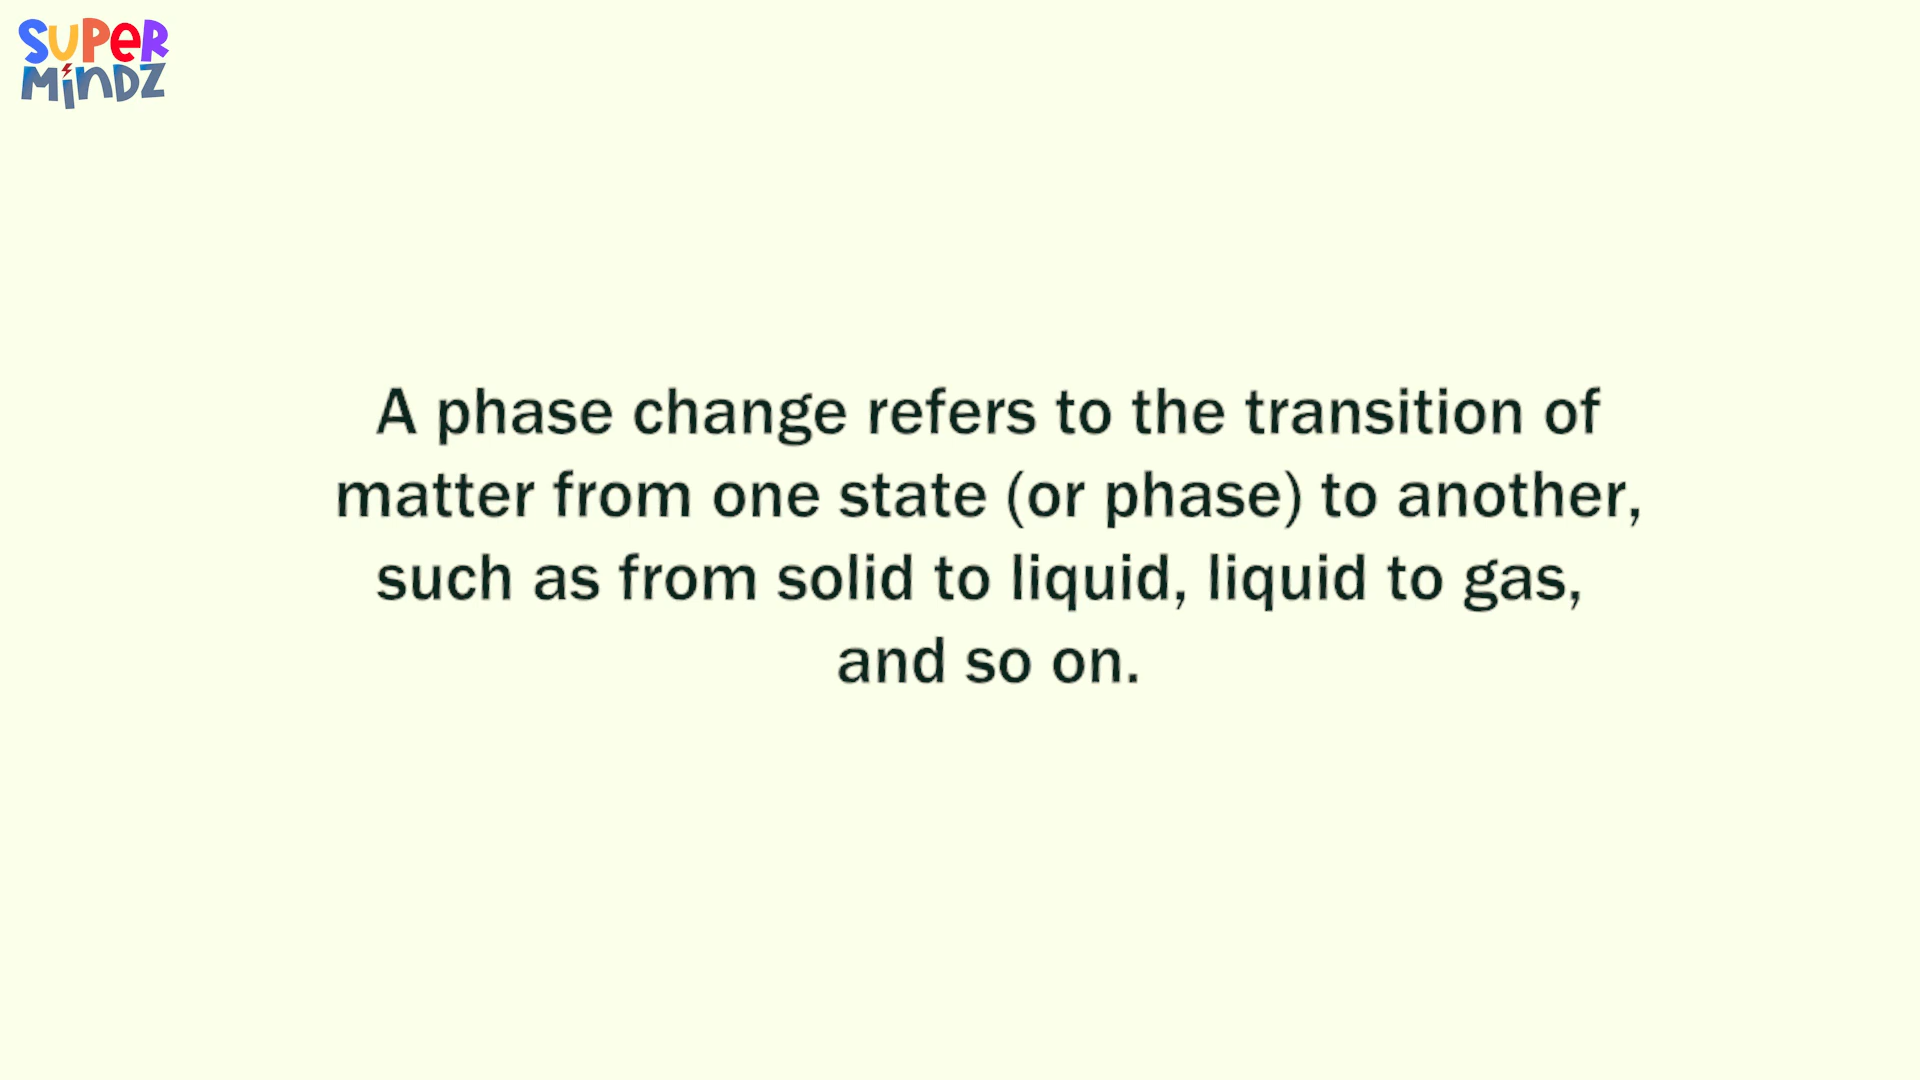 SUPER
MINDZ
A phase change refers to the transition of
matter from one state (or phase) to another,
such as from solid to liquid, liquid to gas,
and so on.